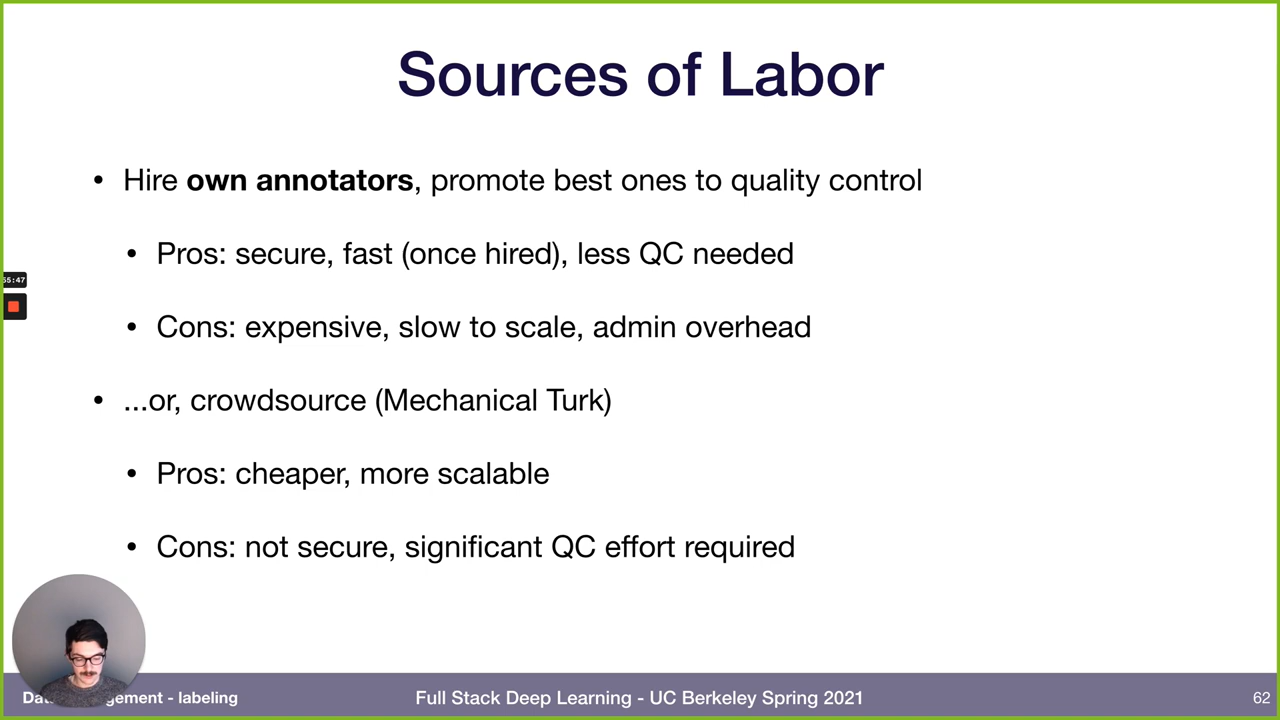 Sources of Labor
• Hire own annotators, promote best ones to quality control
• Pros: secure, fast (once hired), less QC needed
• Cons: expensive, slow to scale, admin overhead
55:47
• ...or, crowdsource (Mechanical Turk)
• Pros: cheaper, more scalable
• Cons: not secure, significant QC effort required
- labeling
Full Stack Deep Learning - UC Berkeley Spring 2021
62